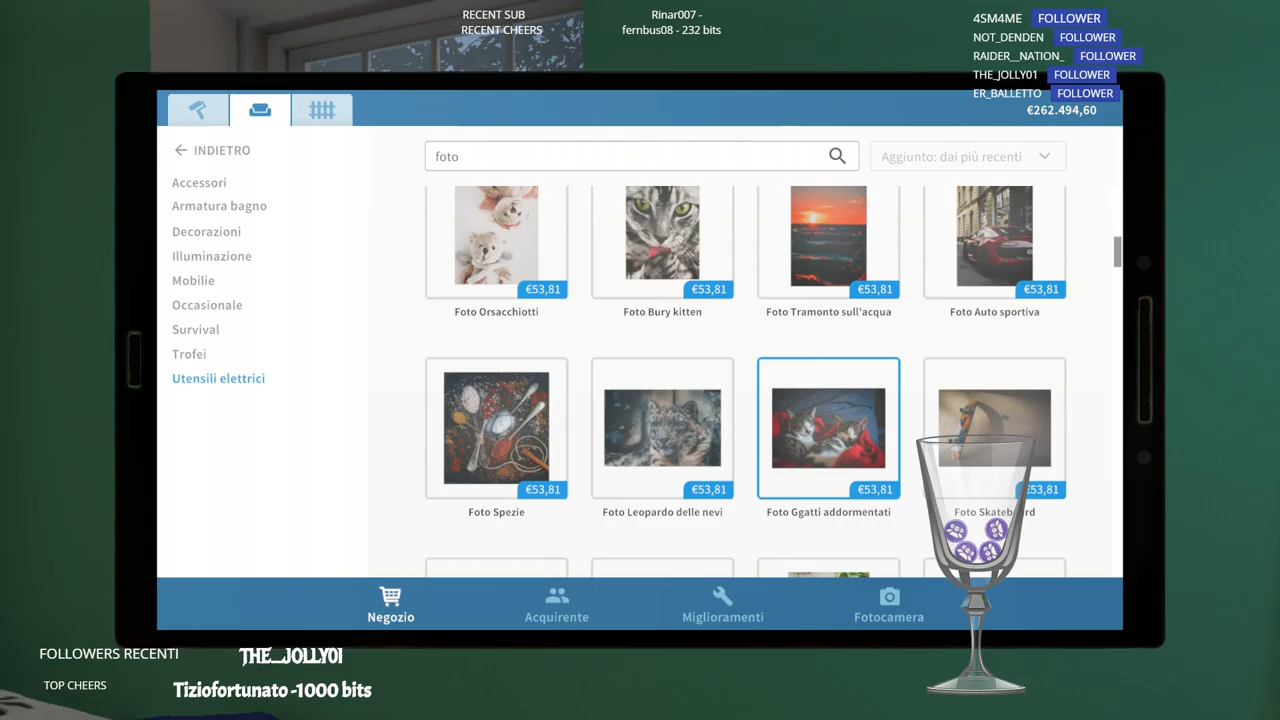 RECENT SUB
RECENT CHEERS
Rinar007 -
fernbus08 - 232 bits
4SM4ME FOLLOWER
NOT_DENDEN FOLLOWER
RAIDER__NATION_ FOLLOWER
THE_JOLLY01 FOLLOWER
ER_BALLETTO FOLLOWER
€262.494,60
INDIETRO
foto
Aggiunto: dai più recenti
Accessori
Armatura bagno
Decorazioni
Illuminazione
Mobilie
Occasionale
Survival
Trofei
Utensili elettrici
€53,81 €53,81 €53,81 €53,81
Foto Orsacchiotti Foto Bury kitten Foto Tramonto sull'acqua Foto Auto sportiva
€53,81 €53,81 €53,81 €53,81
Foto Spezie Foto Leopardo delle nevi Foto Ggatti addormentati Foto Skateboard
Negozio Acquirente Miglioramenti Fotocamera
FOLLOWERS RECENTI THE_JOLLY01
TOP CHEERS Tiziofortunato -1000 bits